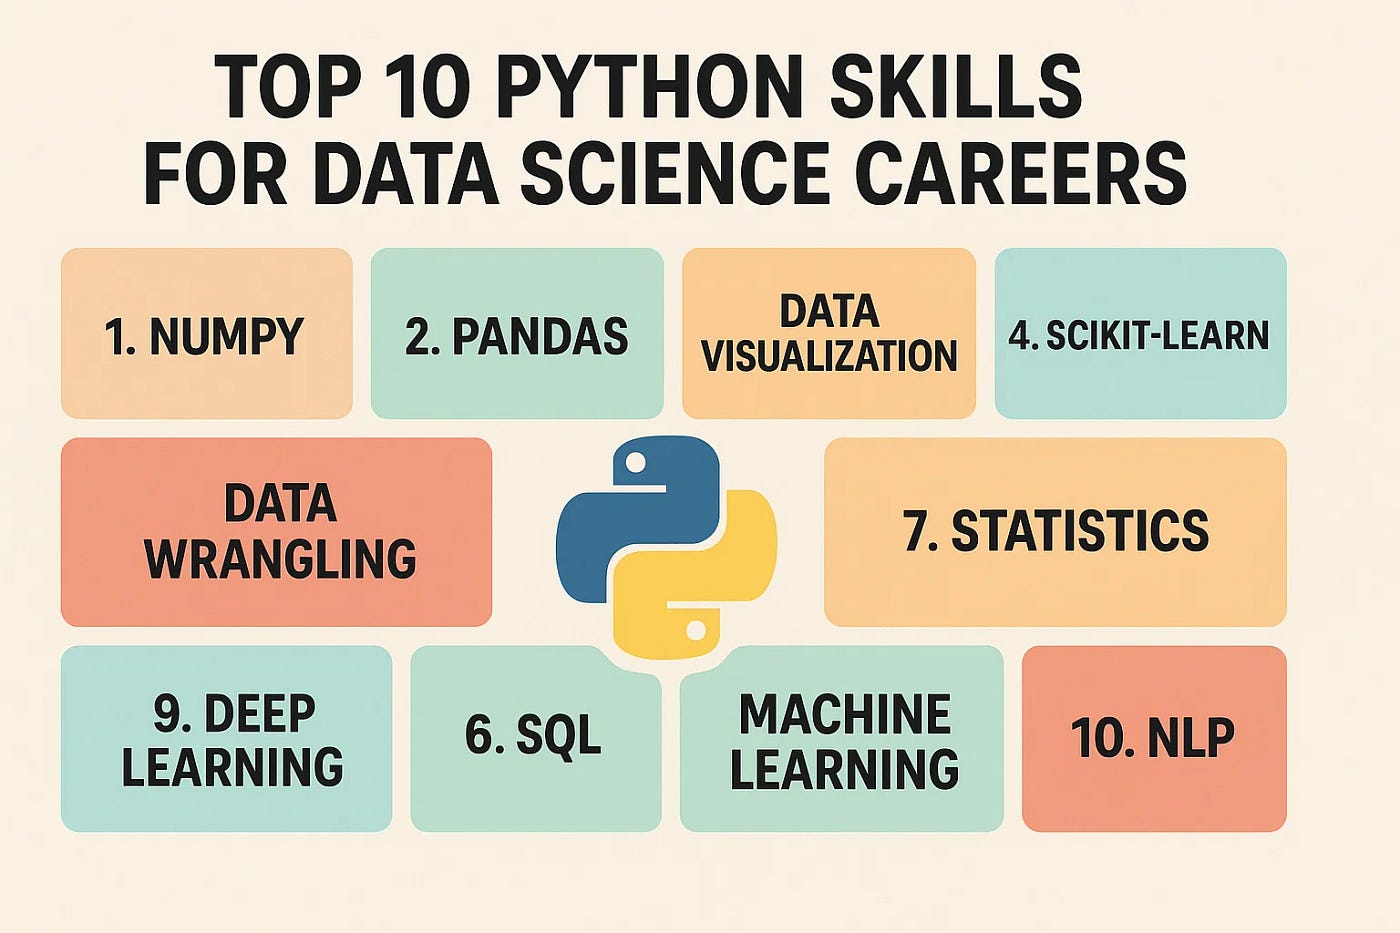 TOP 10 PYTHON SKILLS
FOR DATA SCIENCE CAREERS
1. NUMPY
2. PANDAS
DATA
VISUALIZATION
4. SCIKIT-LEARN
DATA
WRANGLING
7. STATISTICS
9. DEEP
LEARNING
6. SQL
MACHINE
LEARNING
10. NLP